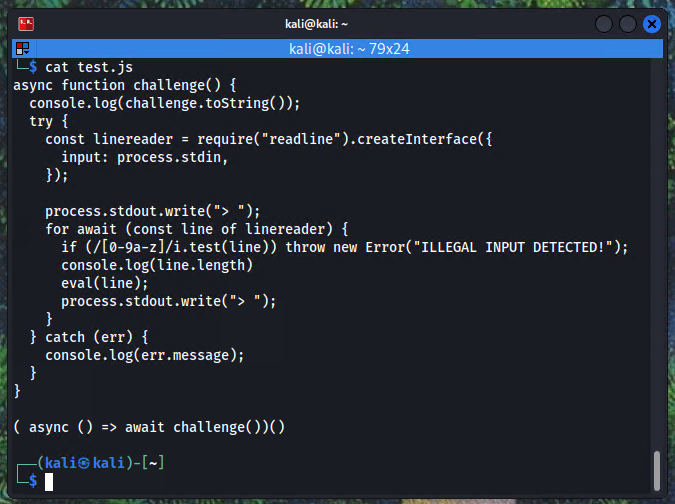 kali@kali: ~
kali@kali: ~ 79x24
└─$ cat test.js
async function challenge() {
  console.log(challenge.toString());
  try {
    const linereader = require("readline").createInterface({
      input: process.stdin,
    });

    process.stdout.write("> ");
    for await (const line of linereader) {
      if (/[0-9a-z]/i.test(line)) throw new Error("ILLEGAL INPUT DETECTED!");
      console.log(line.length)
      eval(line);
      process.stdout.write("> ");
    }
  } catch (err) {
    console.log(err.message);
  }
}

( async () => await challenge())()

┌──(kali㉿kali)-[~]
└─$